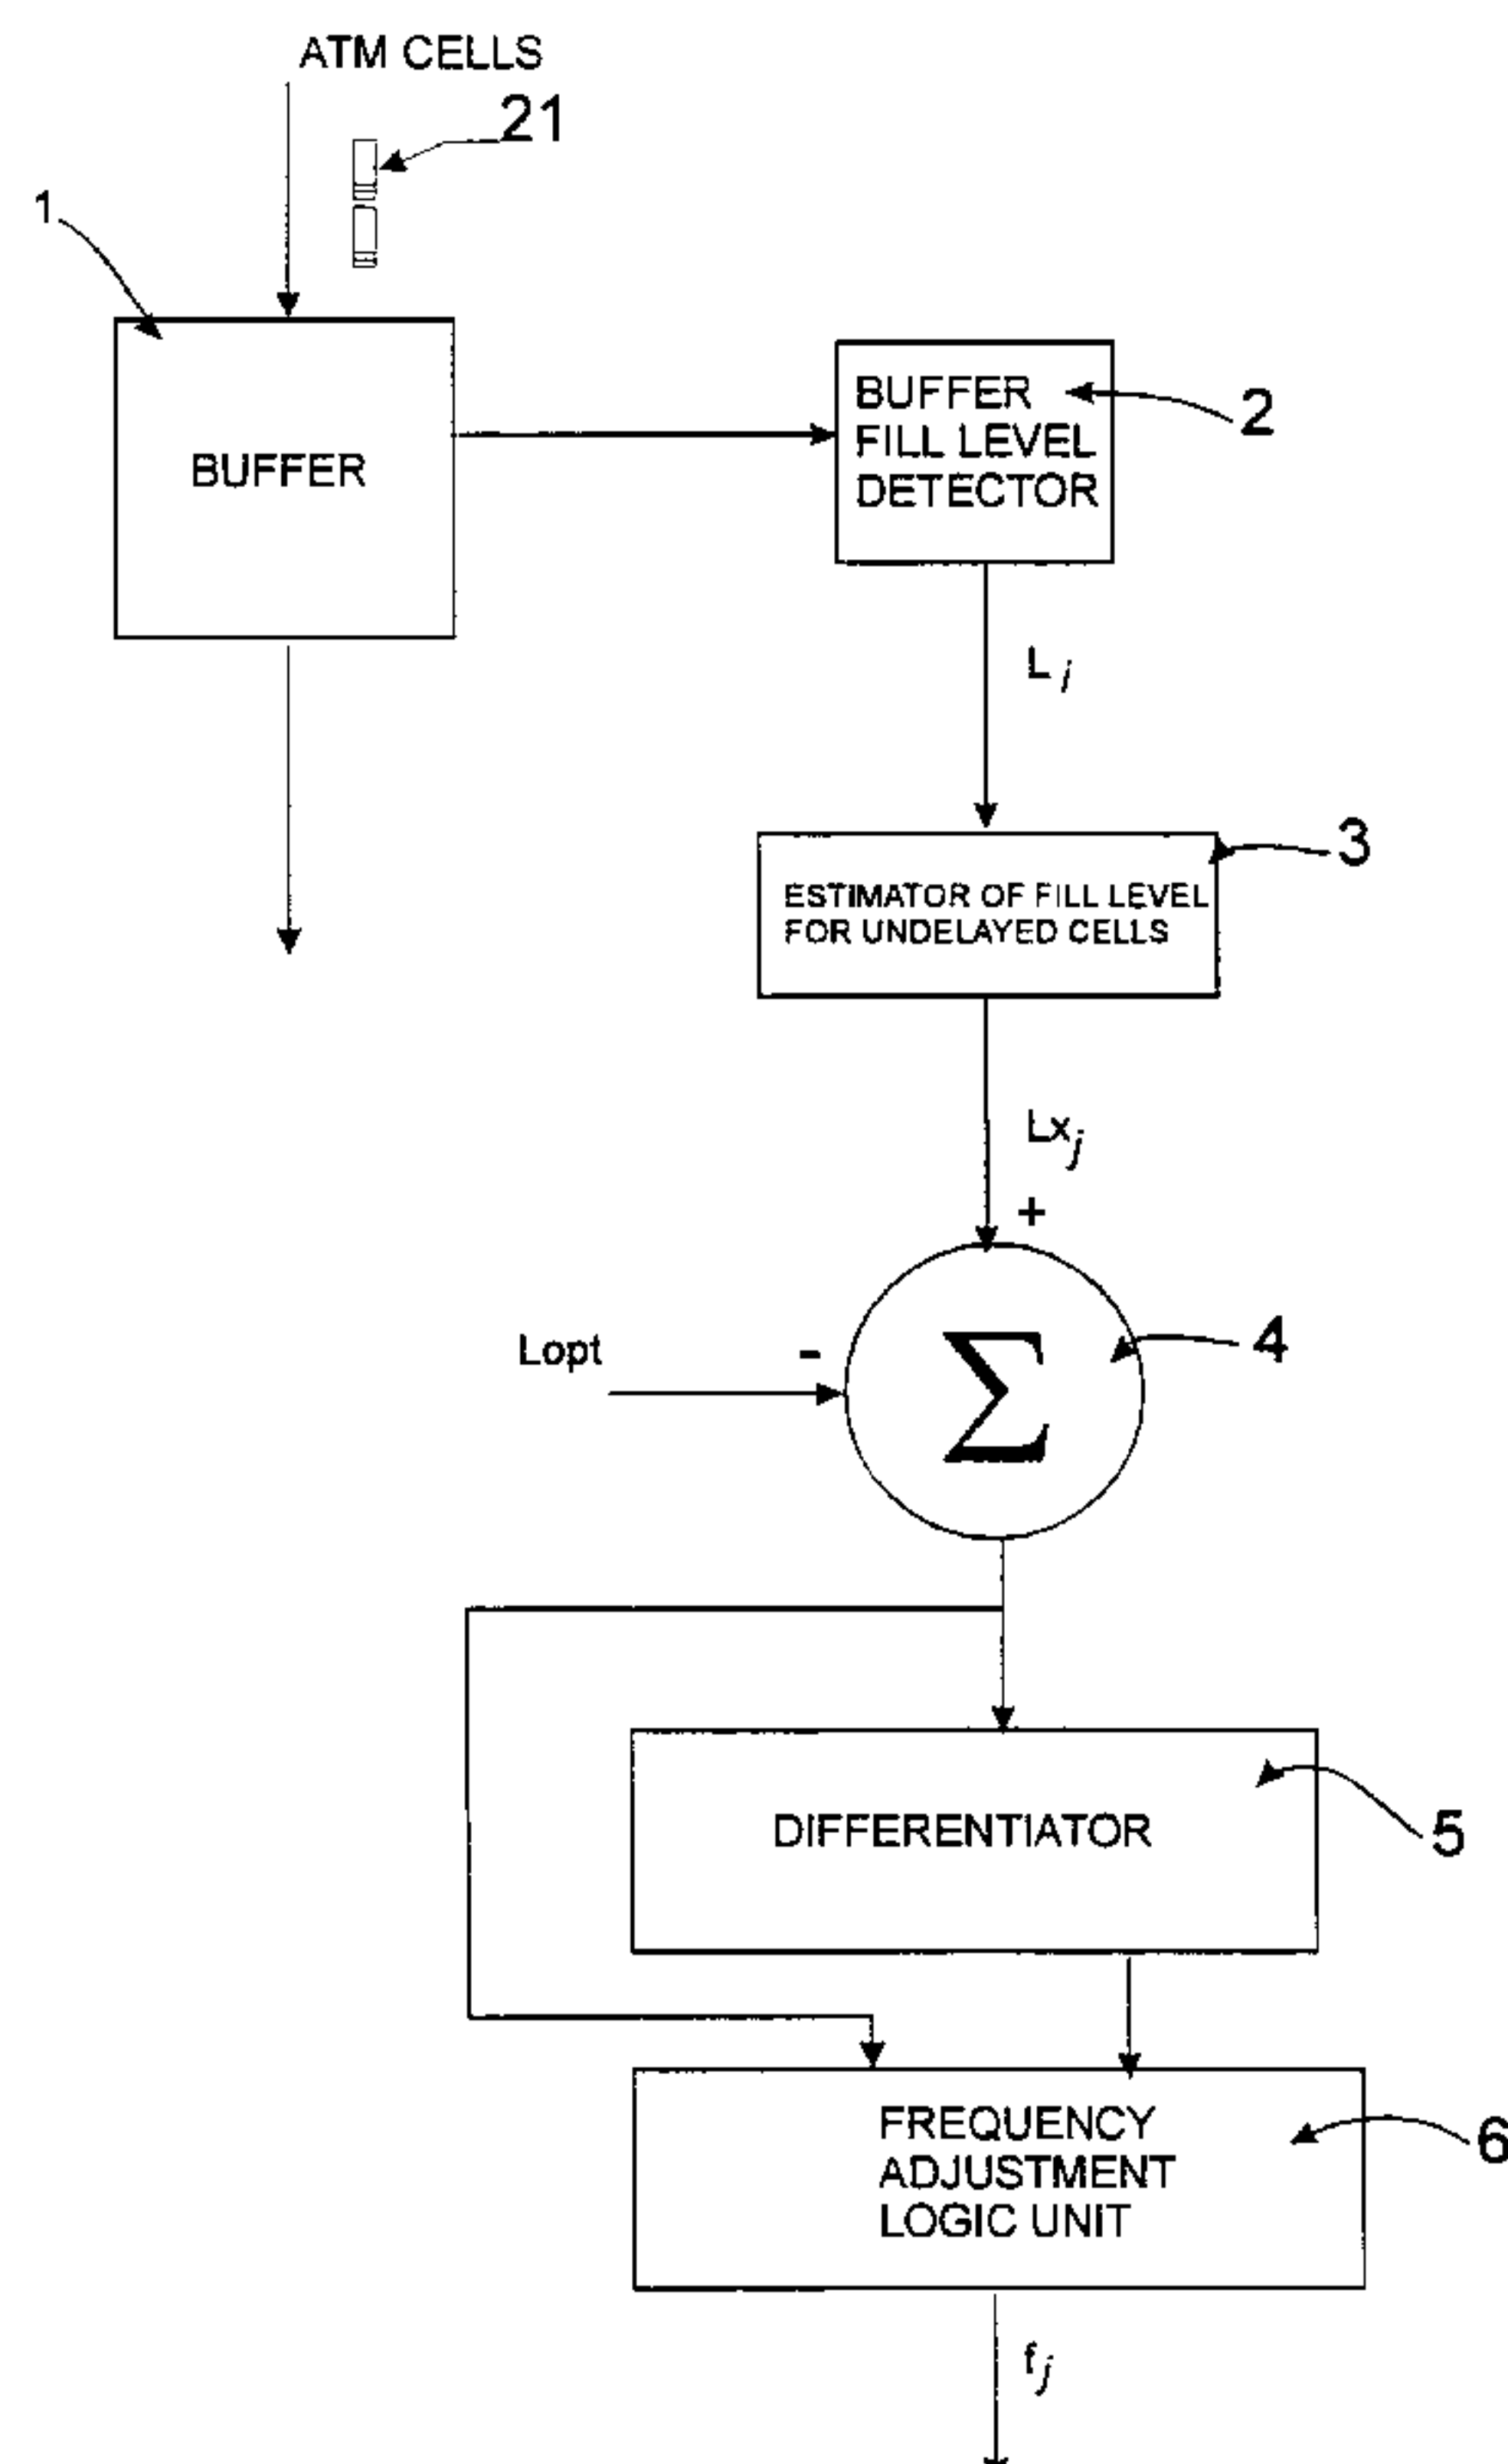 ATM CELLS
21
1
BUFFER
BUFFER
FILL LEVEL
DETECTOR
2
L j
3
ESTIMATOR OF FILL LEVEL
FOR UNDELAYED CELLS
Lxj
+
Lopt
-
Σ
4
DIFFERENTIATOR
5
FREQUENCY
ADJUSTMENT
LOGIC UNIT
6
fj